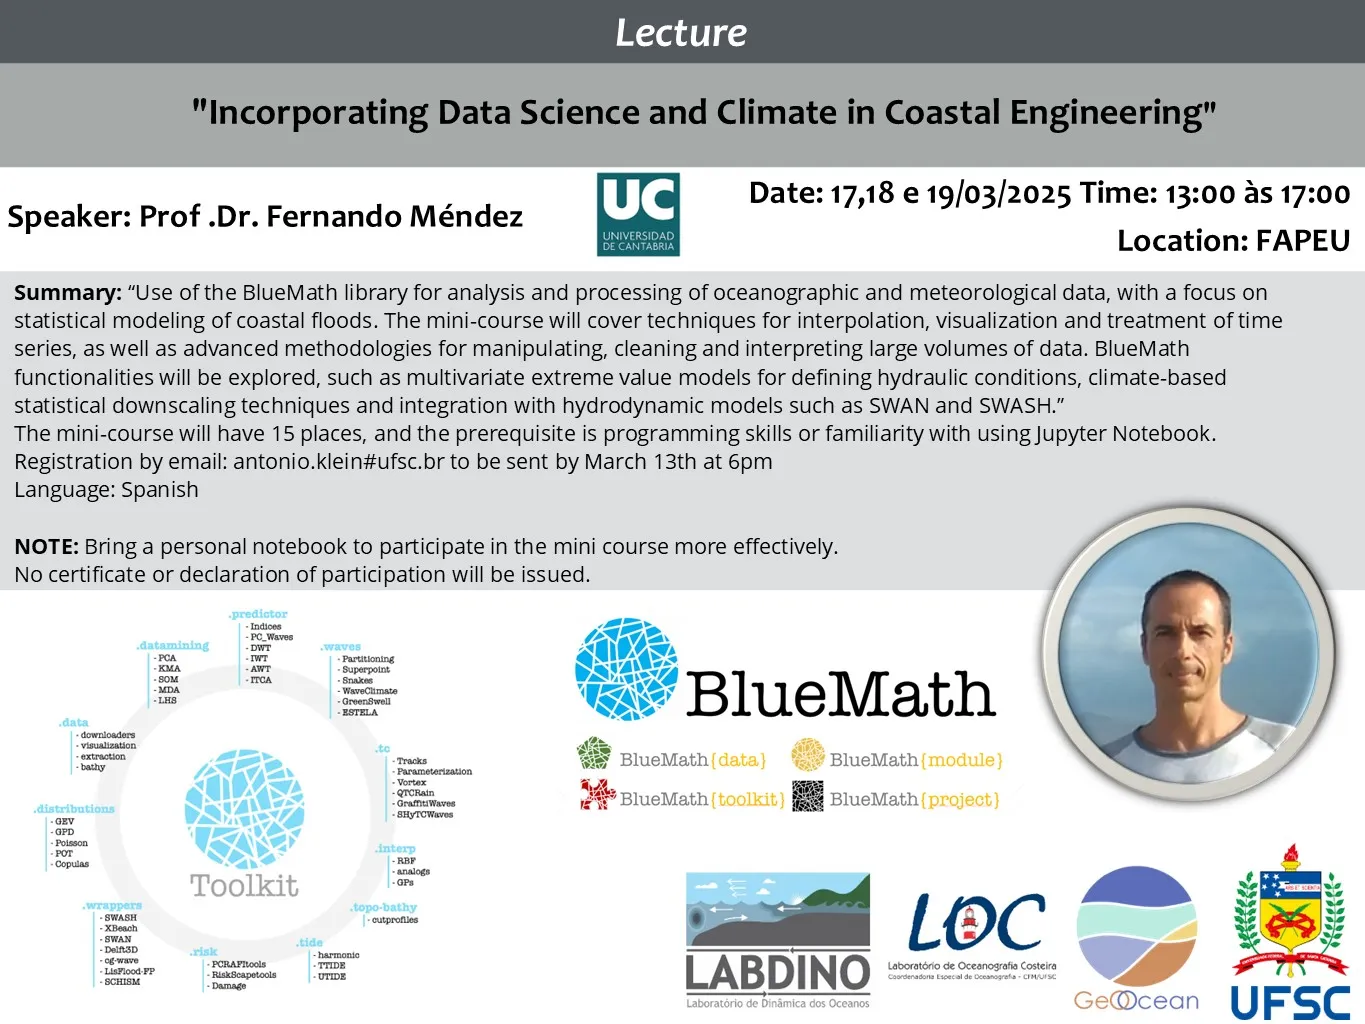 Lecture
"Incorporating Data Science and Climate in Coastal Engineering"
Speaker: Prof .Dr. Fernando Méndez
UC
UNIVERSIDAD
DE CANTABRIA
Date: 17,18 e 19/03/2025 Time: 13:00 às 17:00
Location: FAPEU
Summary: “Use of the BlueMath library for analysis and processing of oceanographic and meteorological data, with a focus on
statistical modeling of coastal floods. The mini-course will cover techniques for interpolation, visualization and treatment of time
series, as well as advanced methodologies for manipulating, cleaning and interpreting large volumes of data. BlueMath
functionalities will be explored, such as multivariate extreme value models for defining hydraulic conditions, climate-based
statistical downscaling techniques and integration with hydrodynamic models such as SWAN and SWASH.”
The mini-course will have 15 places, and the prerequisite is programming skills or familiarity with using Jupyter Notebook.
Registration by email: antonio.klein#ufsc.br to be sent by March 13th at 6pm
Language: Spanish
NOTE: Bring a personal notebook to participate in the mini course more effectively.
No certificate or declaration of participation will be issued.
.predictor
- Indices
- PC_Waves
- DWT
- IWT
- AWT
- ITCA
.datamining
- PCA
- KMA
- SOM
- MDA
- LHS
.waves
- Partitioning
- Superpoint
- Snakes
- WaveClimate
- GreenSwell
- ESTELA
.data
- downloaders
- visualization
- extraction
- bathy
.tc
- Tracks
- Parameterization
- Vortex
- QTCRain
- GraffitiWaves
- SHyTCWaves
.distributions
- GEV
- GPD
- Poisson
- POT
- Copulas
Toolkit
.interp
- RBF
- analogs
- GPs
.wrappers
- SWASH
- XBeach
- SWAN
- Delft3D
- cg-wave
- LisFlood-FP
- SCHISM
.topo-bathy
- cutprofiles
.risk
- PCRAFItools
- RiskScapetools
- Damage
.tide
- harmonic
- TTIDE
- UTIDE
BlueMath
BlueMath{data}
BlueMath{module}
BlueMath{toolkit}
BlueMath{project}
LABDINO
Laboratório de Dinâmica dos Oceanos
LOC
Laboratório de Oceanografia Costeira
Coordenadoria Especial de Oceanografia - CFM/UFSC
GeoOcean
UFSC